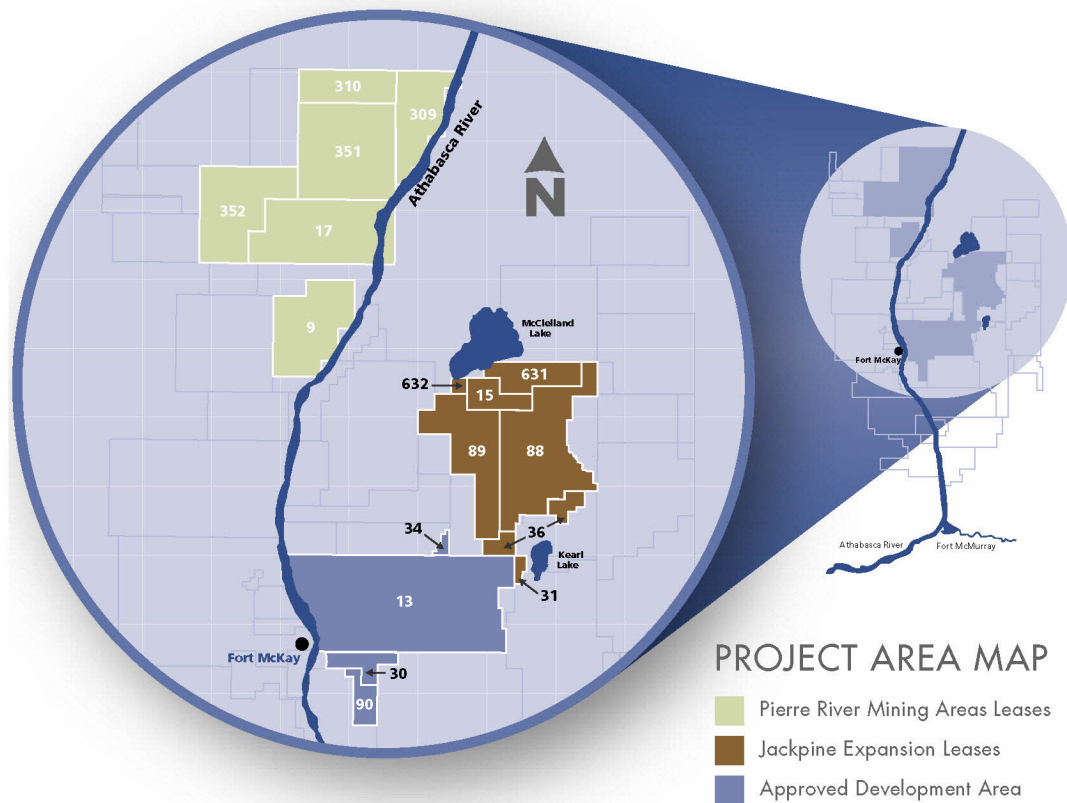 310
309
351
Athabasca River
352
17
N
9
McClelland
Lake
632
631
15
89
88
34
36
Kearl
Lake
31
13
Fort McKay
30
90
Fort McKay
Athabasca River
Fort McMurray
PROJECT AREA MAP
Pierre River Mining Areas Leases
Jackpine Expansion Leases
Approved Development Area